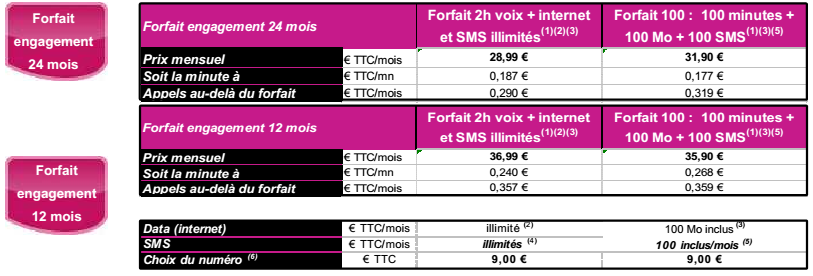 Forfait
engagement
24 mois
Forfait engagement 24 mois
Forfait 2h voix + internet
et SMS illimités(1)(2)(3)
Forfait 100 : 100 minutes +
100 Mo + 100 SMS(1)(3)(5)
Prix mensuel € TTC/mois 28,99 € 31,90 €
Soit la minute à € TTC/mn 0,187 € 0,177 €
Appels au-delà du forfait € TTC/mois 0,290 € 0,319 €
Forfait
engagement
12 mois
Forfait engagement 12 mois
Forfait 2h voix + internet
et SMS illimités(1)(2)(3)
Forfait 100 : 100 minutes +
100 Mo + 100 SMS(1)(3)(5)
Prix mensuel € TTC/mois 36,99 € 35,90 €
Soit la minute à € TTC/mn 0,240 € 0,268 €
Appels au-delà du forfait € TTC/mois 0,357 € 0,359 €
Data (internet) € TTC/mois illimité (2) 100 Mo inclus (3)
SMS € TTC/mois illimités (4) 100 inclus/mois (5)
Choix du numéro (6) € TTC 9,00 € 9,00 €